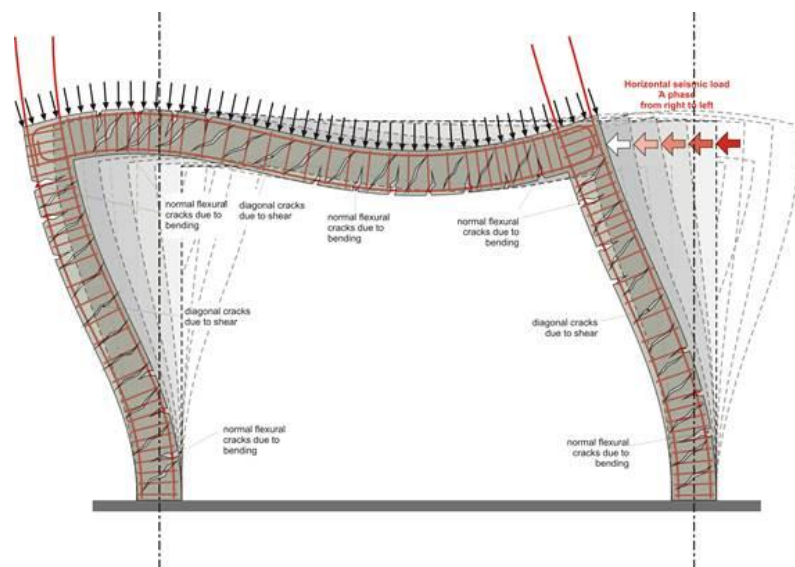 Horizontal seismic load
'A phase
from right to left
normal flexural
cracks due to
bending
diagonal cracks
due to shear
normal flexural
cracks due to
bending
normal flexural
cracks due to
bending
diagonal cracks
due to shear
diagonal cracks
due to shear
normal flexural
cracks due to
bending
normal flexural
cracks due to
bending